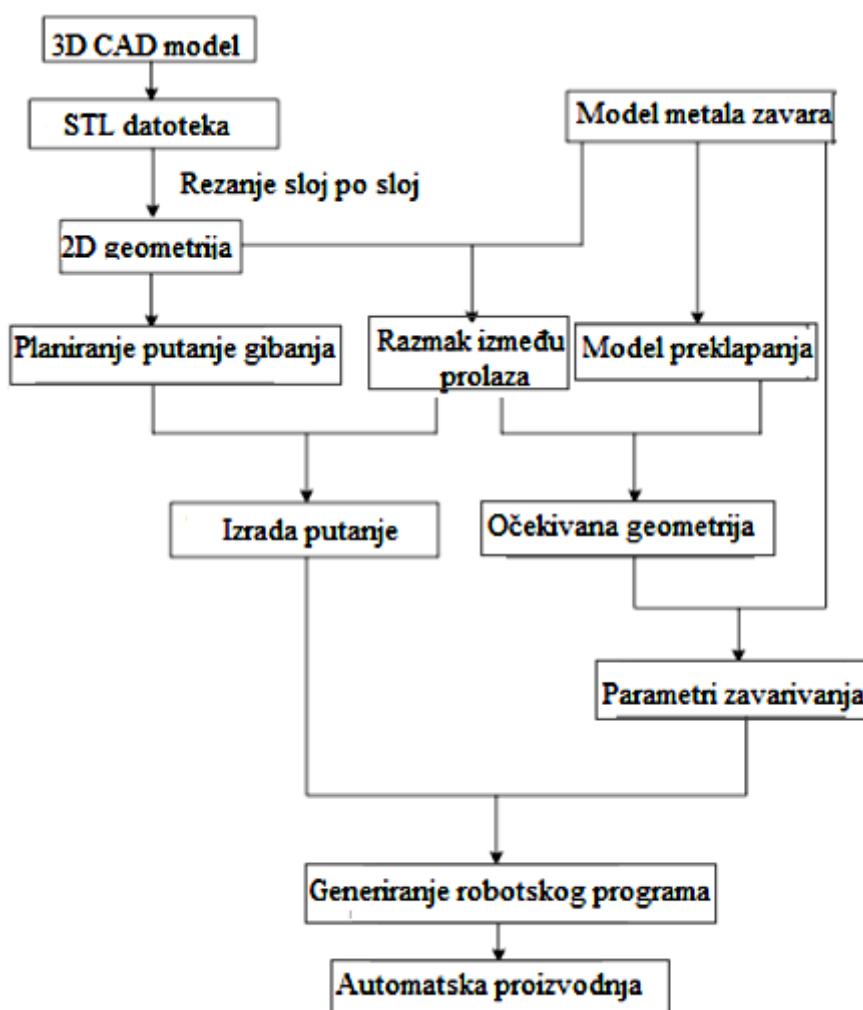 3D CAD model
STL datoteka
Model metala zavara
Rezanje sloj po sloj
2D geometrija
Planiranje putanje gibanja
Razmak između
prolaza
Model preklapanja
Izrada putanje
Očekivana geometrija
Parametri zavarivanja
Generiranje robotskog programa
Automatska proizvodnja